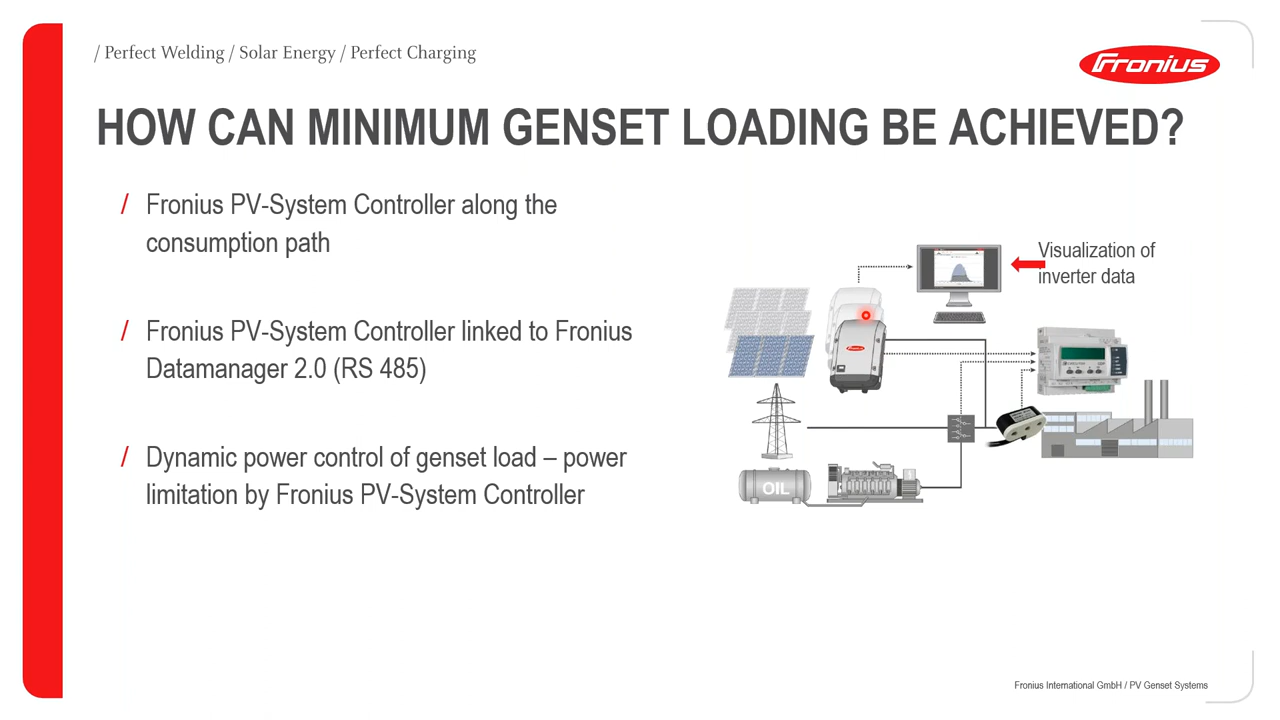 / Perfect Welding / Solar Energy / Perfect Charging
Fronius
HOW CAN MINIMUM GENSET LOADING BE ACHIEVED?
/ Fronius PV-System Controller along the
consumption path
/ Fronius PV-System Controller linked to Fronius
Datamanager 2.0 (RS 485)
/ Dynamic power control of genset load – power
limitation by Fronius PV-System Controller
Visualization of
inverter data
Fronius
OIL
Fronius International GmbH / PV Genset Systems